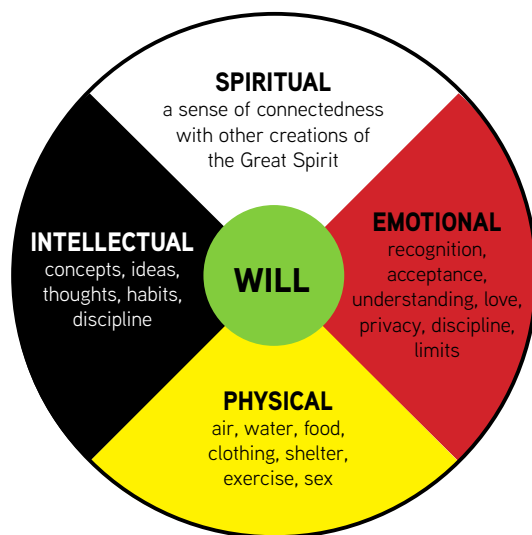 SPIRITUAL
a sense of connectedness
with other creations of
the Great Spirit
INTELLECTUAL
concepts, ideas,
thoughts, habits,
discipline
WILL
EMOTIONAL
recognition,
acceptance,
understanding, love,
privacy, discipline,
limits
PHYSICAL
air, water, food,
clothing, shelter,
exercise, sex